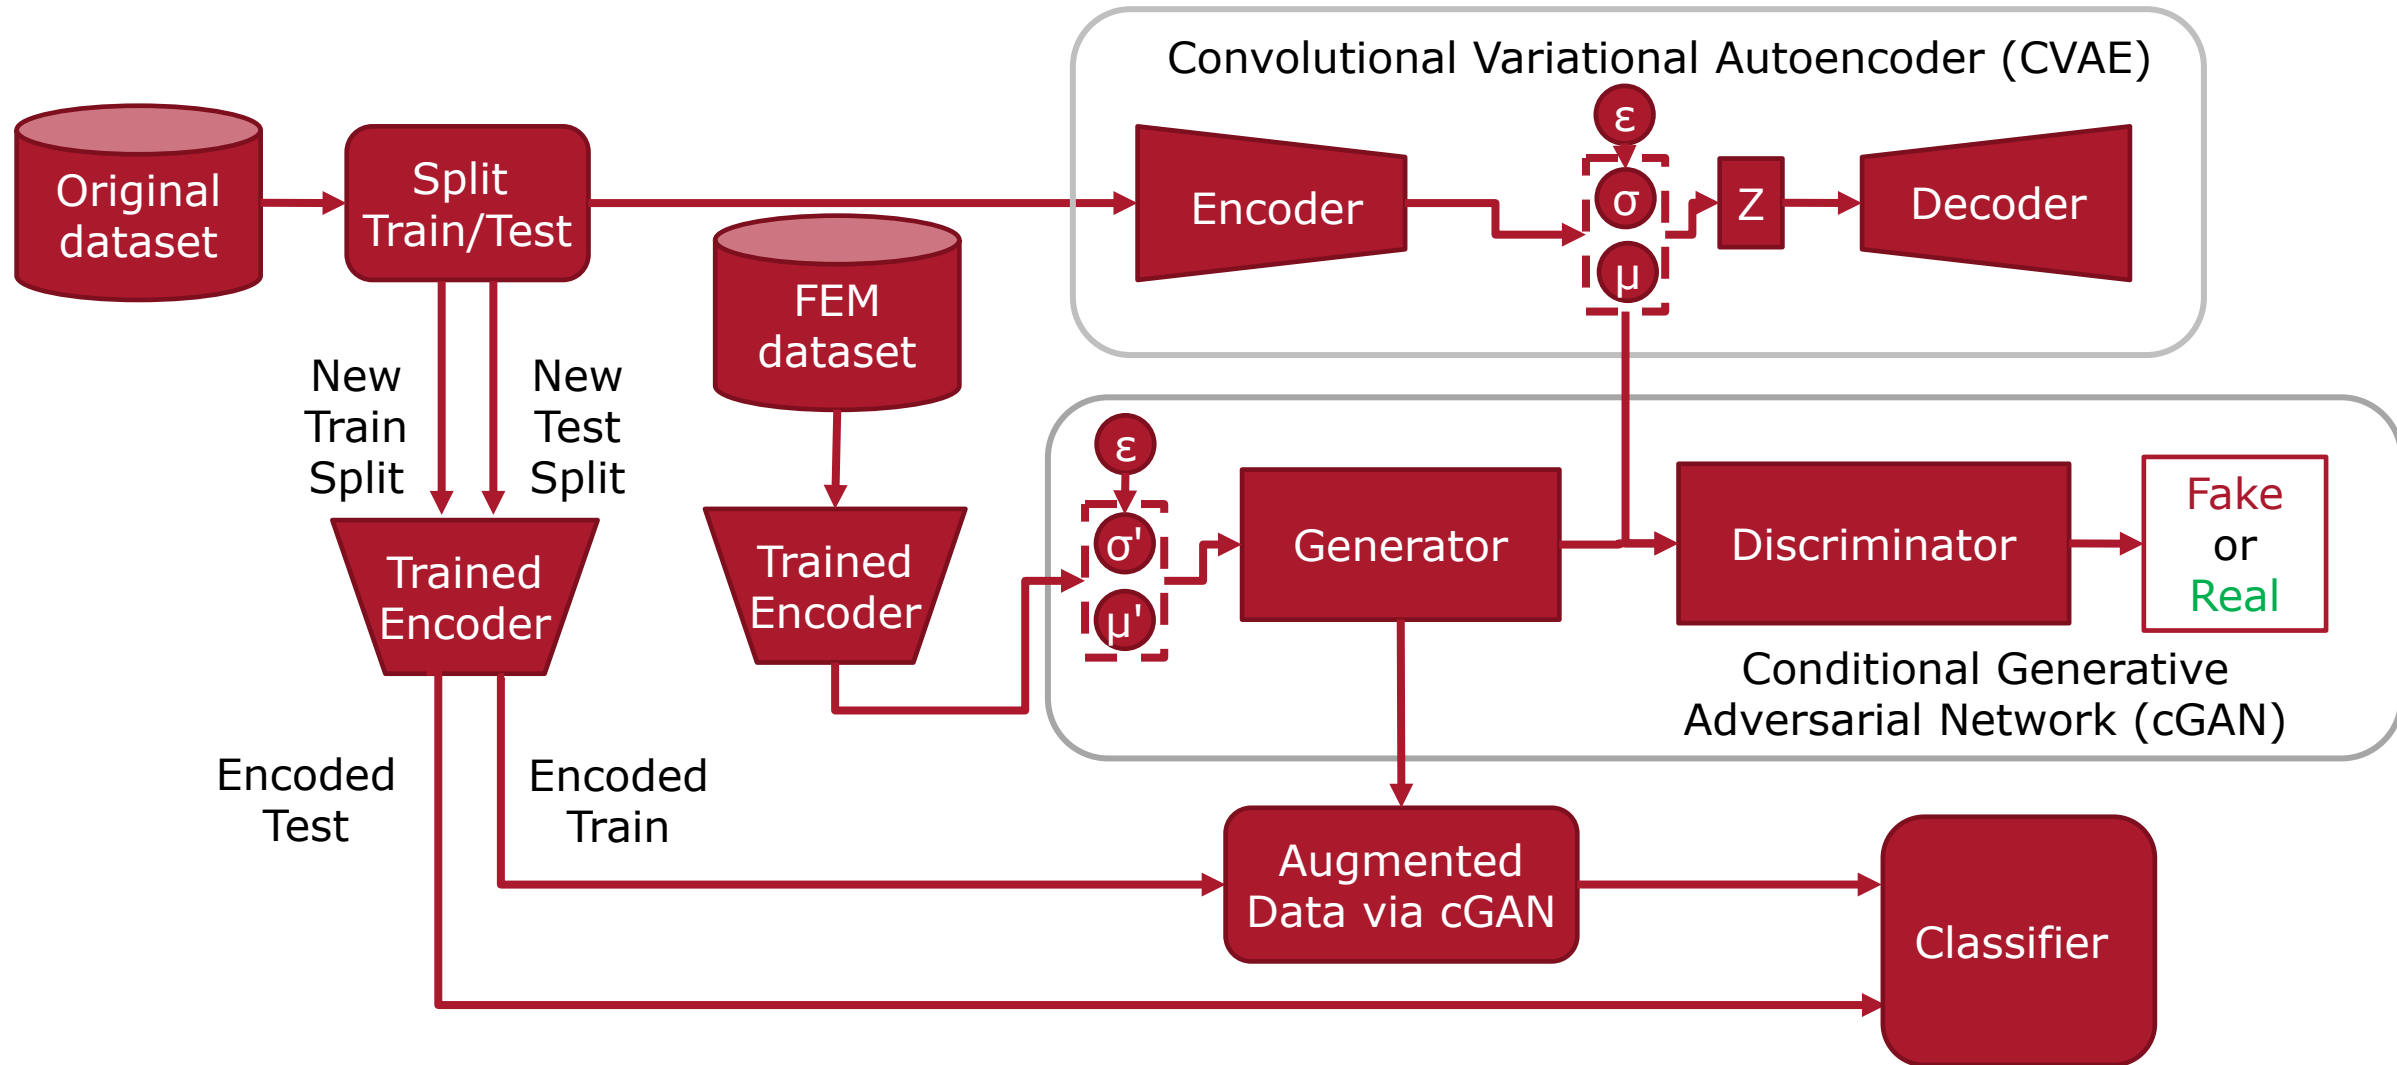 Convolutional Variational Autoencoder (CVAE)
Original
dataset
Split
Train/Test
Encoder
ε
σ
μ
Z
Decoder
FEM
dataset
New
Train
Split
New
Test
Split
Trained
Encoder
Trained
Encoder
ε
σ'
μ'
Generator
Discriminator
Fake
or
Real
Conditional Generative
Adversarial Network (cGAN)
Encoded
Test
Encoded
Train
Augmented
Data via cGAN
Classifier